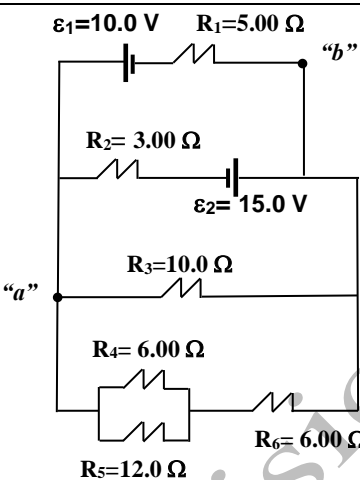 ε₁=10.0 V R₁=5.00 Ω
“b”
R₂= 3.00 Ω
ε₂= 15.0 V
R₃=10.0 Ω
“a”
R₄= 6.00 Ω
R₆= 6.00 Ω
R₅=12.0 Ω